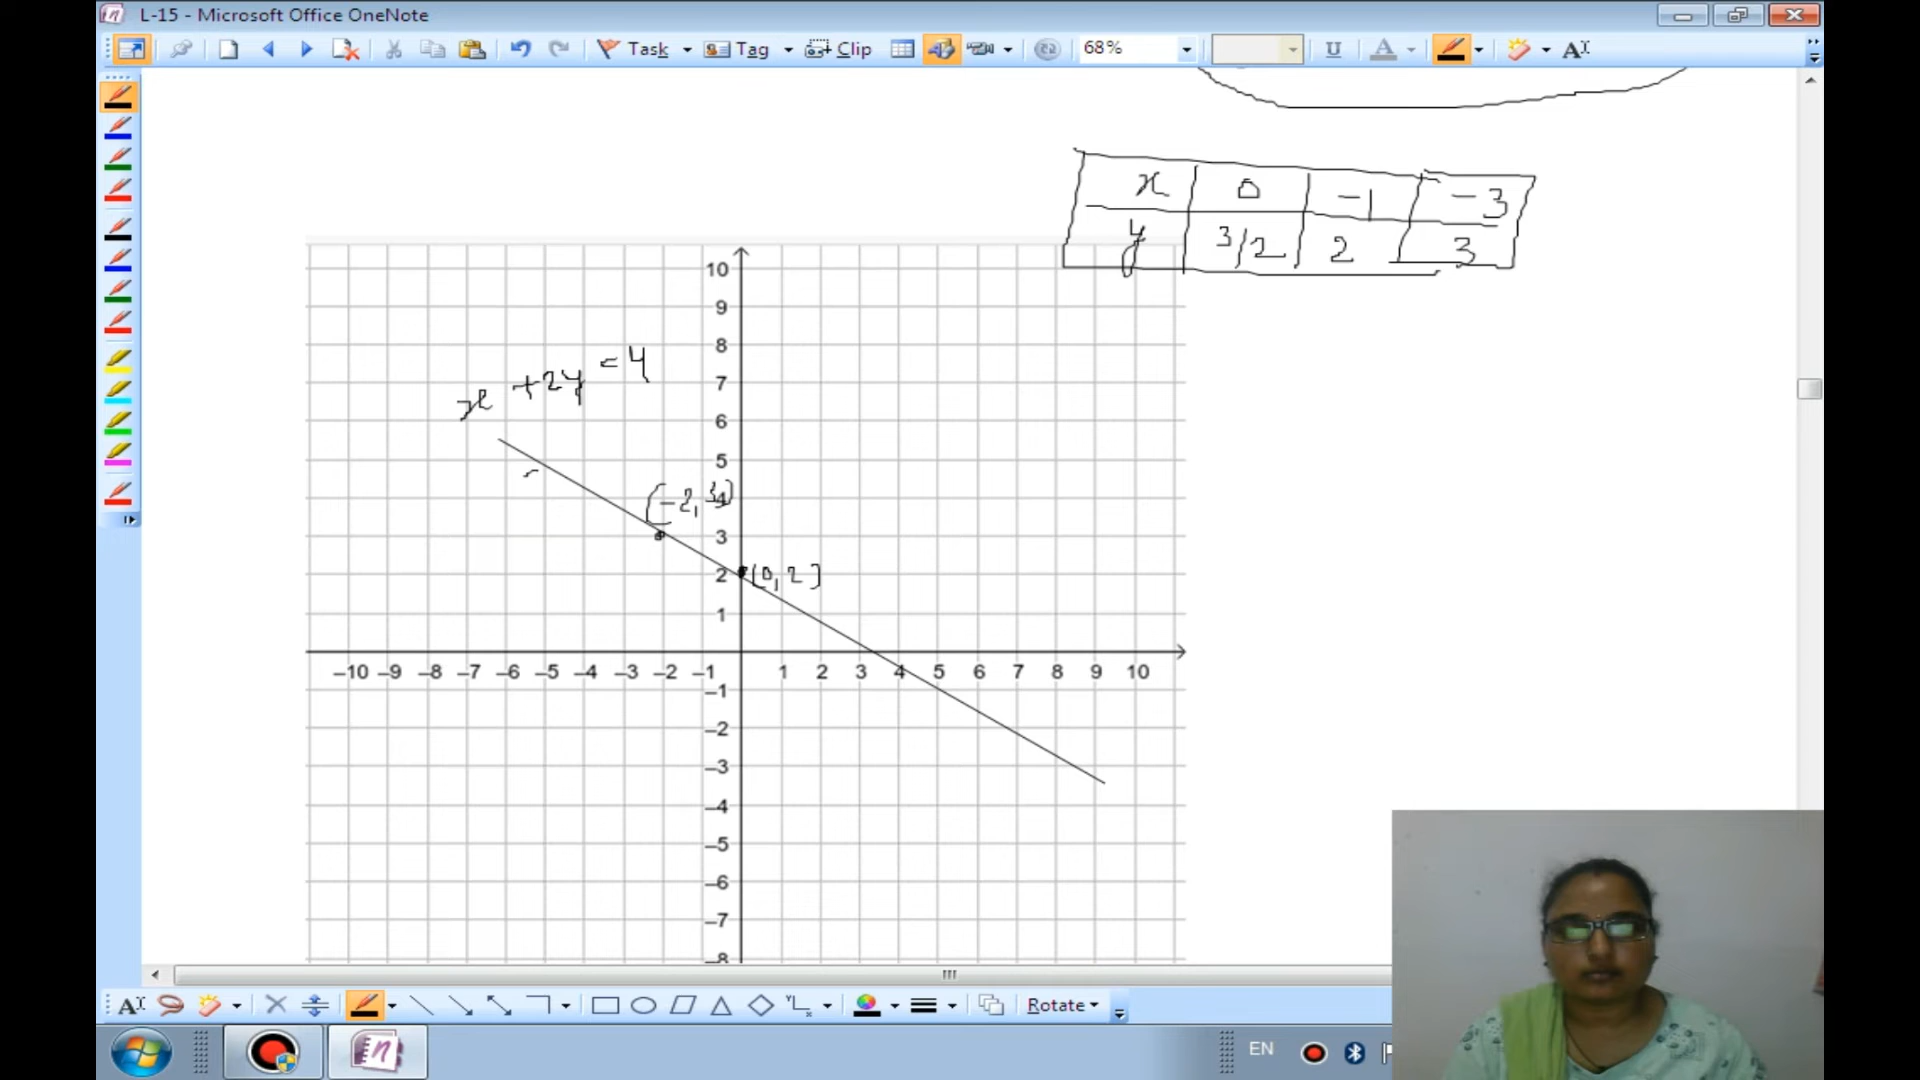 L-15 - Microsoft Office OneNote
Task Tag Clip 68% U A A
x 0 -1 -3
y 3/2 2 3
x +2y = 4
(-2, 3)
(0, 2)
10
9
8
7
6
5
4
3
2
1
–10 –9 –8 –7 –6 –5 –4 –3 –2 –1 1 2 3 4 5 6 7 8 9 10
–1
–2
–3
–4
–5
–6
–7
–8
A Rotate
EN